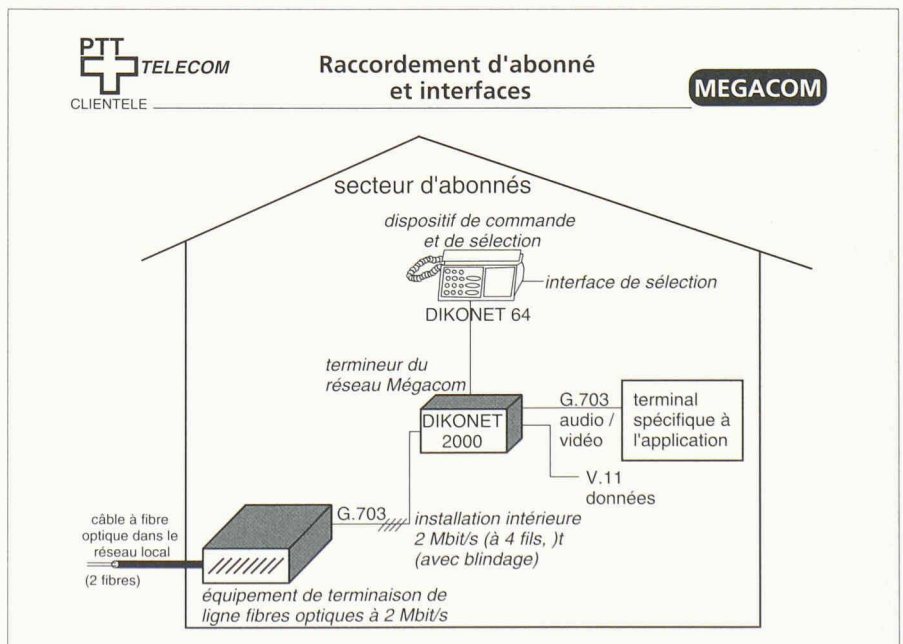 PTT
TELECOM
CLIENTELE
Raccordement d'abonné
et interfaces
MEGACOM
secteur d'abonnés
dispositif de commande
et de sélection
interface de sélection
DIKONET 64
termineur du
réseau Mégacom
DIKONET
2000
G.703
audio /
vidéo
terminal
spécifique à
l'application
V.11
données
câble à fibre
optique dans le
réseau local
(2 fibres)
G.703
installation intérieure
2 Mbit/s (à 4 fils, )t
(avec blindage)
équipement de terminaison de
ligne fibres optiques à 2 Mbit/s